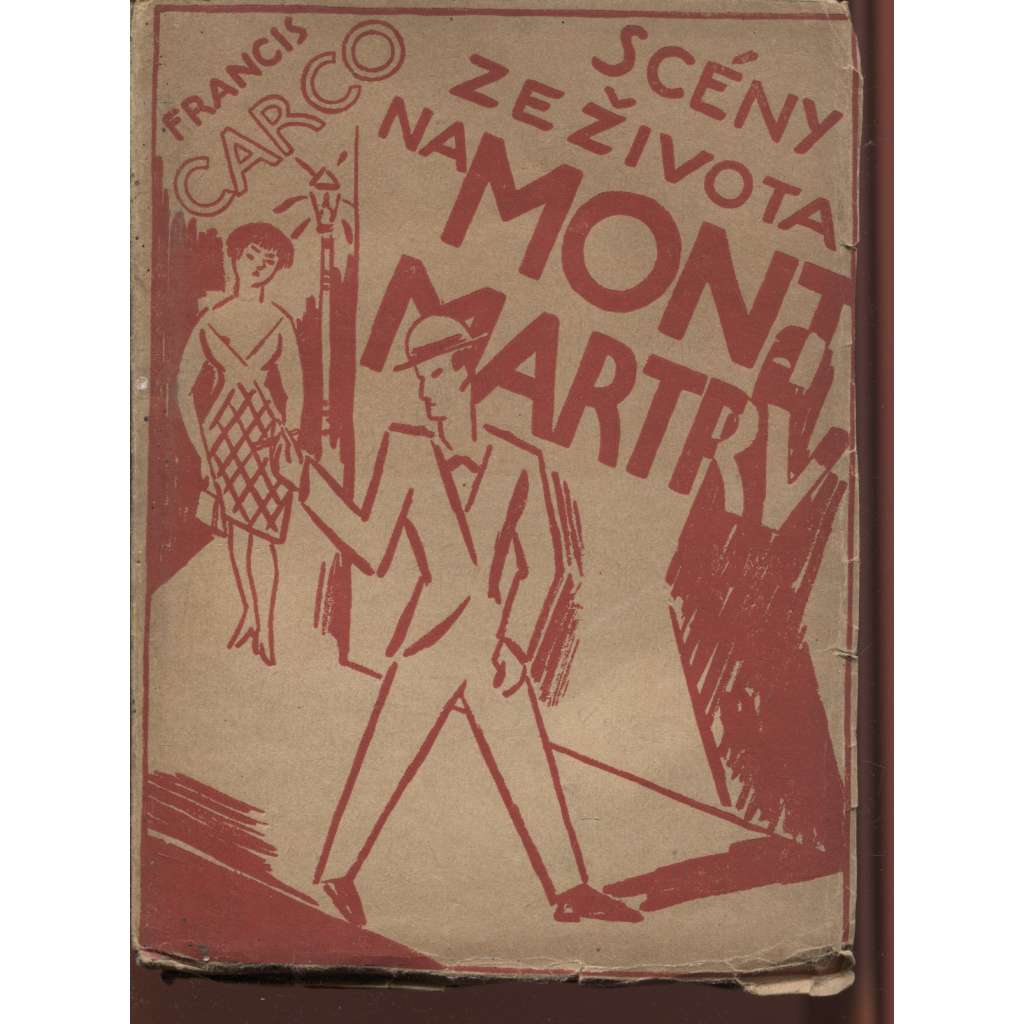 FRANCIS
CARCO
SCÉNY
ZE ŽIVOTA
NA MONT
MARTRU